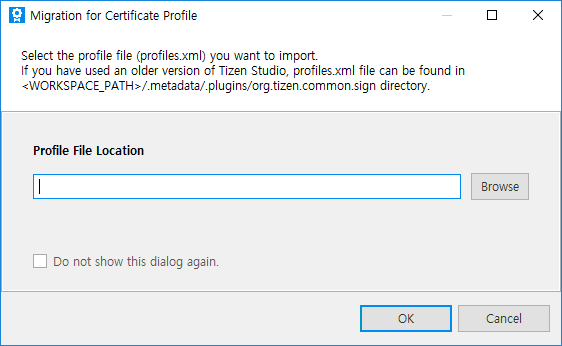 Migration for Certificate Profile
Select the profile file (profiles.xml) you want to import.
If you have used an older version of Tizen Studio, profiles.xml file can be found in
<WORKSPACE_PATH>/.metadata/.plugins/org.tizen.common.sign directory.
Profile File Location
Browse
Do not show this dialog again.
OK
Cancel